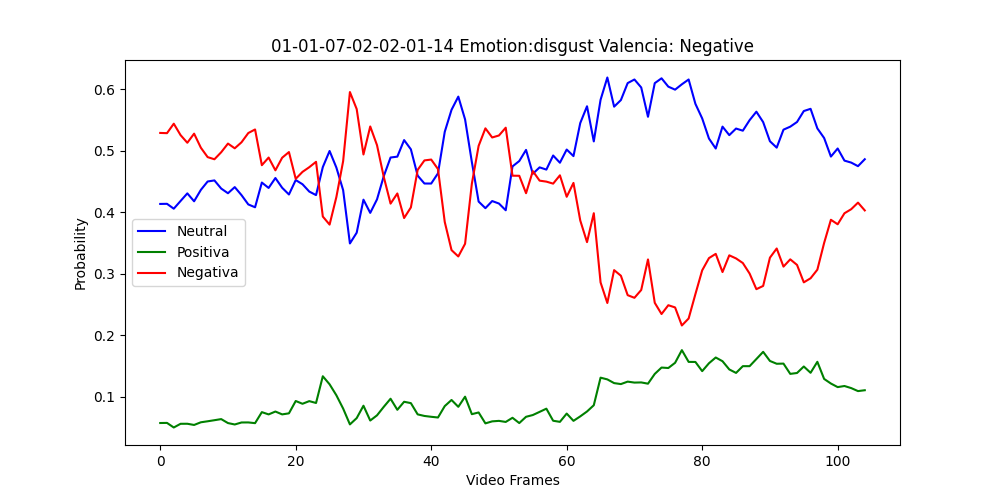 01-01-07-02-02-01-14 Emotion:disgust Valencia: Negative
Probability
0.6
0.5
0.4
0.3
0.2
0.1
Neutral
Positiva
Negativa
0 20 40 60 80 100
Video Frames